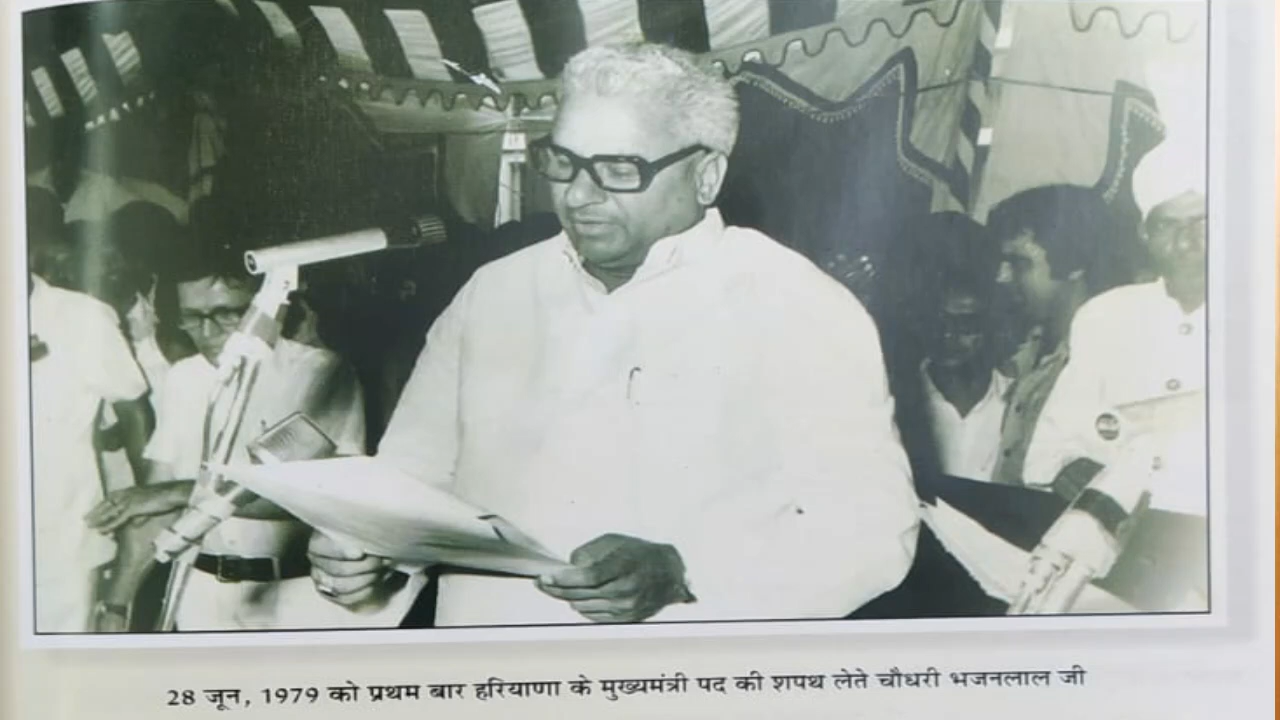 28 जून, 1979 को प्रथम बार हरियाणा के मुख्यमंत्री पद की शपथ लेते चौधरी भजनलाल जी